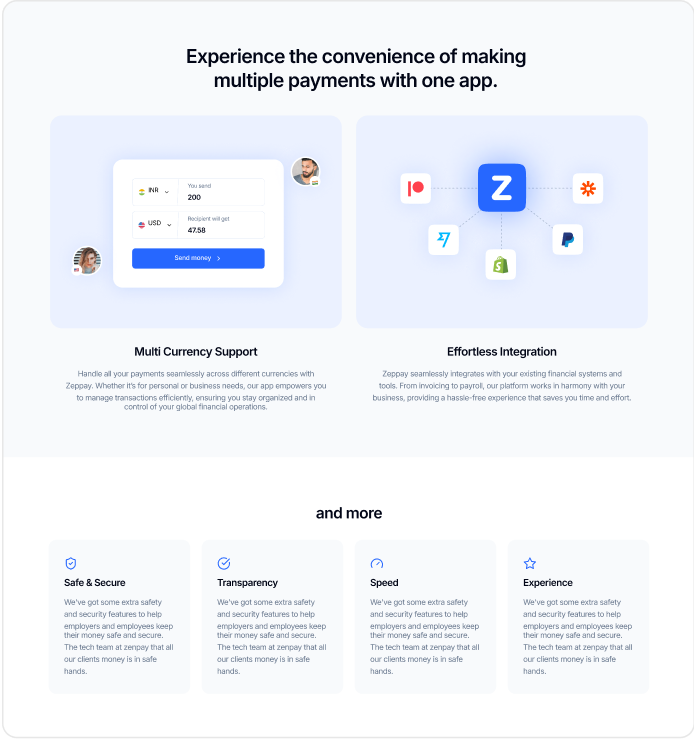 Experience the convenience of making
multiple payments with one app.
INR
You send
200
USD
Recipient will get
47.58
Send money
Z
Multi Currency Support
Handle all your payments seamlessly across different currencies with
Zeppay. Whether it's for personal or business needs, our app empowers you
to manage transactions efficiently, ensuring you stay organized and in
control of your global financial operations.
Effortless Integration
Zeppay seamlessly integrates with your existing financial systems and
tools. From invoicing to payroll, our platform works in harmony with your
business, providing a hassle-free experience that saves you time and effort.
and more
Safe & Secure
We've got some extra safety
and security features to help
employers and employees keep
their money safe and secure.
The tech team at zenpay that all
our clients money is in safe
hands.
Transparency
We've got some extra safety
and security features to help
employers and employees keep
their money safe and secure.
The tech team at zenpay that all
our clients money is in safe
hands.
Speed
We've got some extra safety
and security features to help
employers and employees keep
their money safe and secure.
The tech team at zenpay that all
our clients money is in safe
hands.
Experience
We've got some extra safety
and security features to help
employers and employees keep
their money safe and secure.
The tech team at zenpay that all
our clients money is in safe
hands.